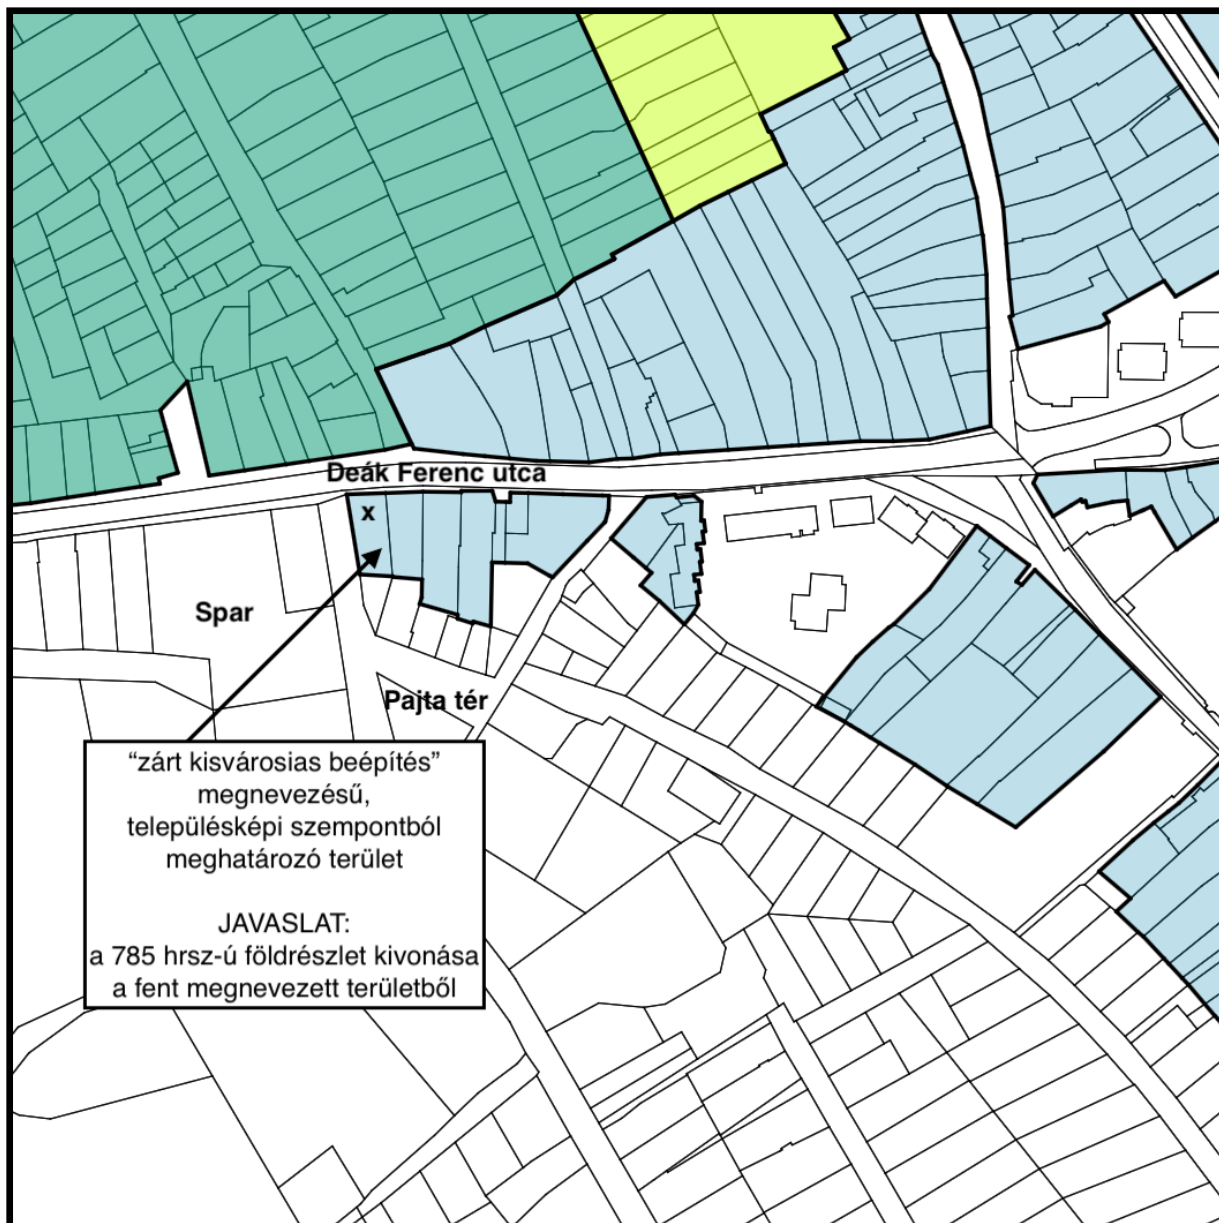 Deák Ferenc utca
x
Spar
Pajta tér
“zárt kisvárosias beépítés”
megnevezésű,
településképi szempontból
meghatározó terület
JAVASLAT:
a 785 hrsz-ú földrészlet kivonása
a fent megnevezett területből